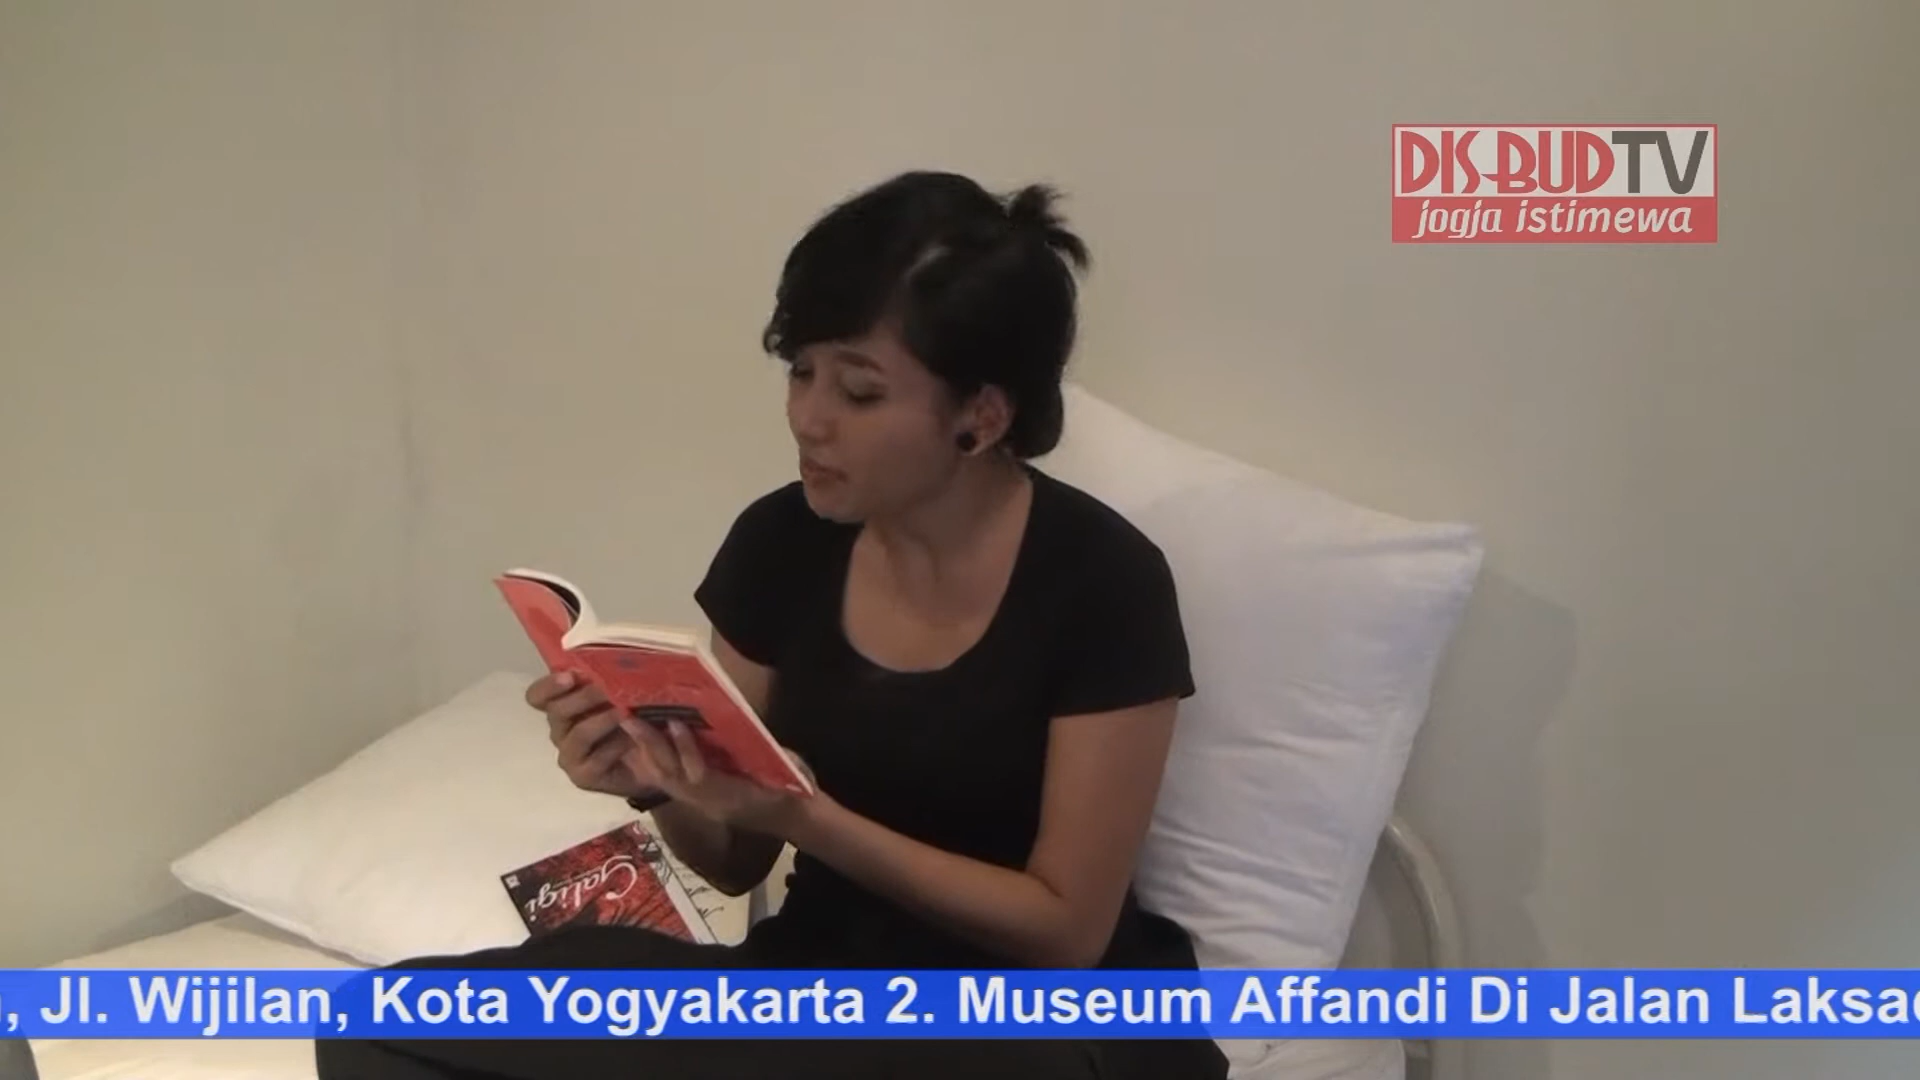 DIS-BUDTV
jogja istimewa
Galigi
, Jl. Wijilan, Kota Yogyakarta 2. Museum Affandi Di Jalan Laksa